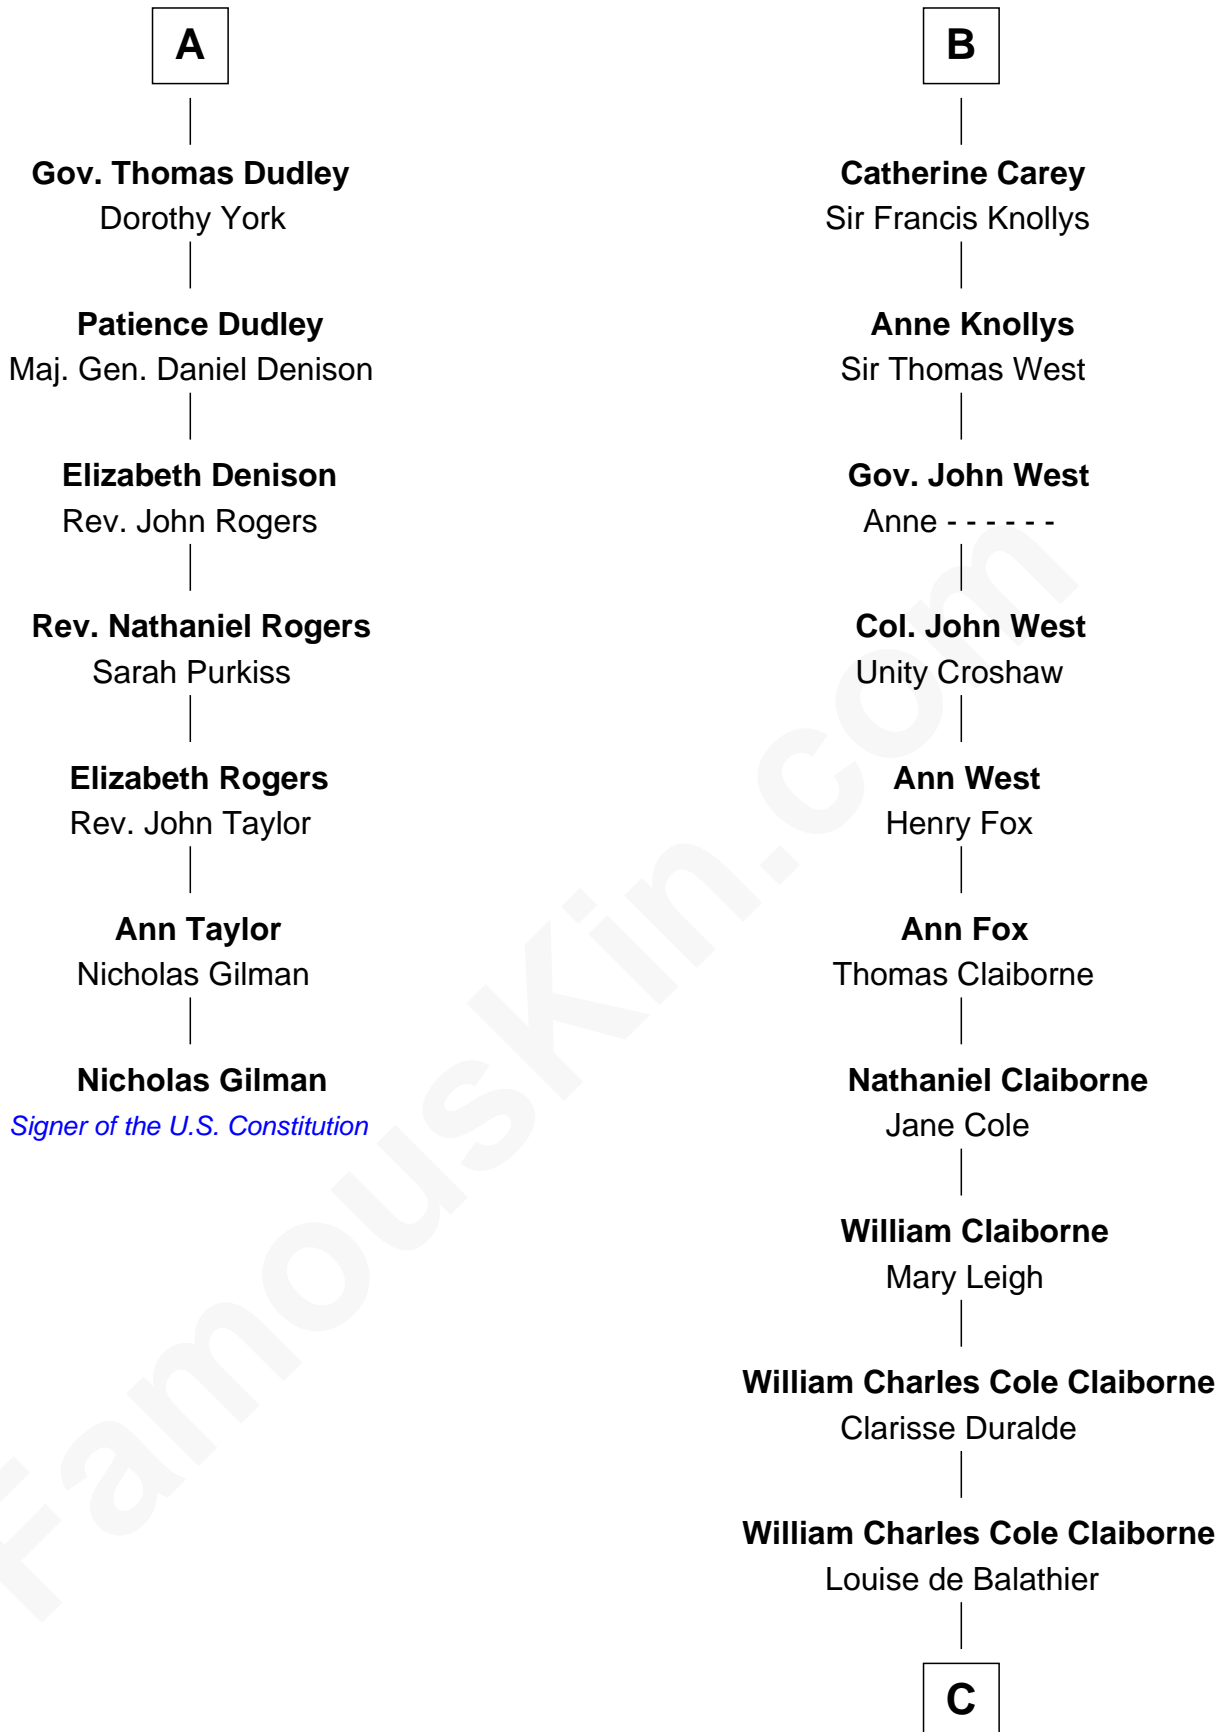 A
Gov. Thomas Dudley
Dorothy York
Patience Dudley
Maj. Gen. Daniel Denison
Elizabeth Denison
Rev. John Rogers
Rev. Nathaniel Rogers
Sarah Purkiss
Elizabeth Rogers
Rev. John Taylor
Ann Taylor
Nicholas Gilman
Nicholas Gilman
Signer of the U.S. Constitution
B
Catherine Carey
Sir Francis Knollys
Anne Knollys
Sir Thomas West
Gov. John West
Anne - - - - - -
Col. John West
Unity Croshaw
Ann West
Henry Fox
Ann Fox
Thomas Claiborne
Nathaniel Claiborne
Jane Cole
William Claiborne
Mary Leigh
William Charles Cole Claiborne
Clarisse Duralde
William Charles Cole Claiborne
Louise de Balathier
C
FamousKin.com